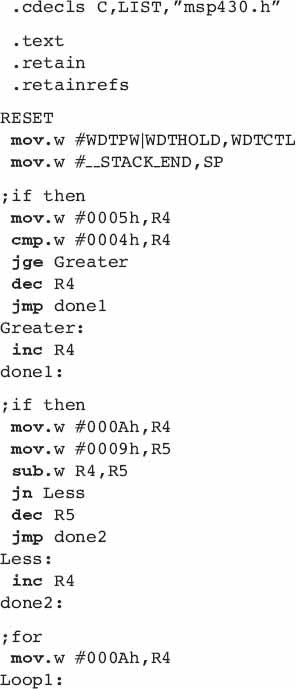 .cdecls C,LIST,”msp430.h”
.text
.retain
.retainrefs
RESET
mov.w #WDTPW|WDTHOLD,WDTCTL
mov.w #__STACK_END,SP
;if then
mov.w #0005h,R4
cmp.w #0004h,R4
jge Greater
dec R4
jmp done1
Greater:
inc R4
done1:
;if then
mov.w #000Ah,R4
mov.w #0009h,R5
sub.w R4,R5
jn Less
dec R5
jmp done2
Less:
inc R4
done2:
;for
mov.w #000Ah,R4
Loop1: